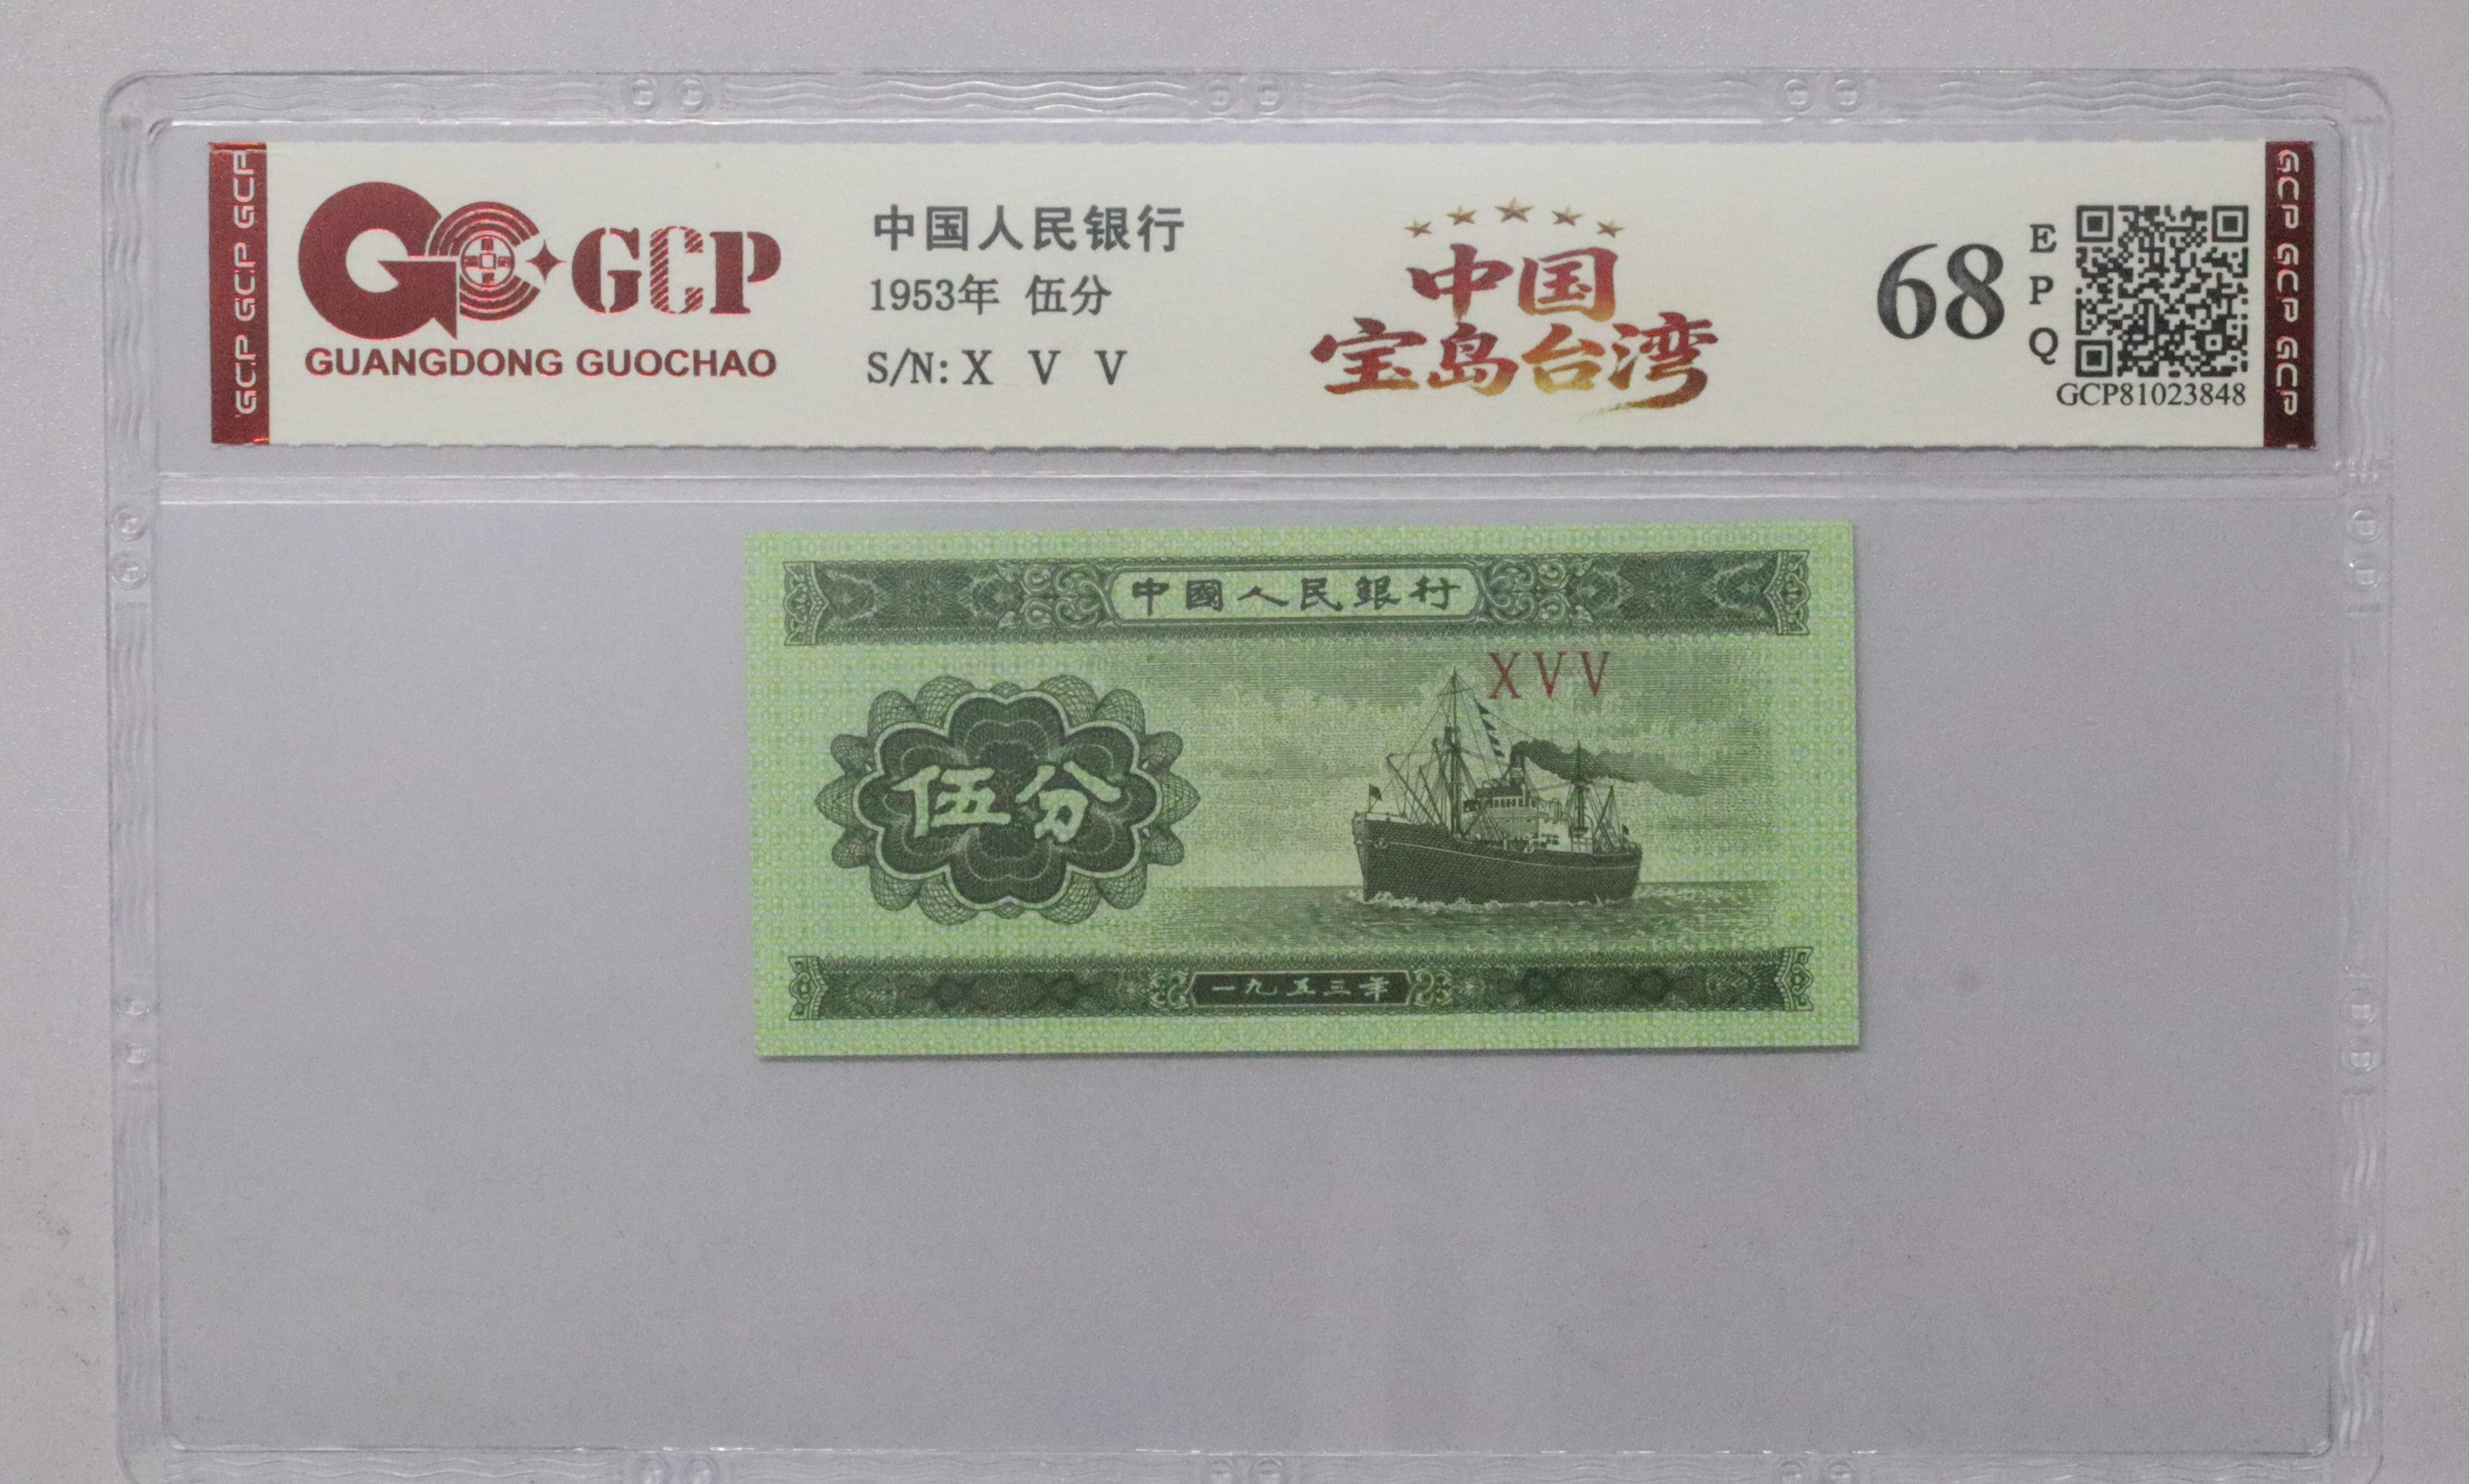 GCP GCP GCP
GCP
GUANGDONG GUOCHAO
中国人民银行
1953年 伍分
S/N: X V V
中国
宝岛台湾
68
E
P
Q
GCP81023848
GCP GCP GCP
中國人民銀行
XVV
伍分
一九五三年